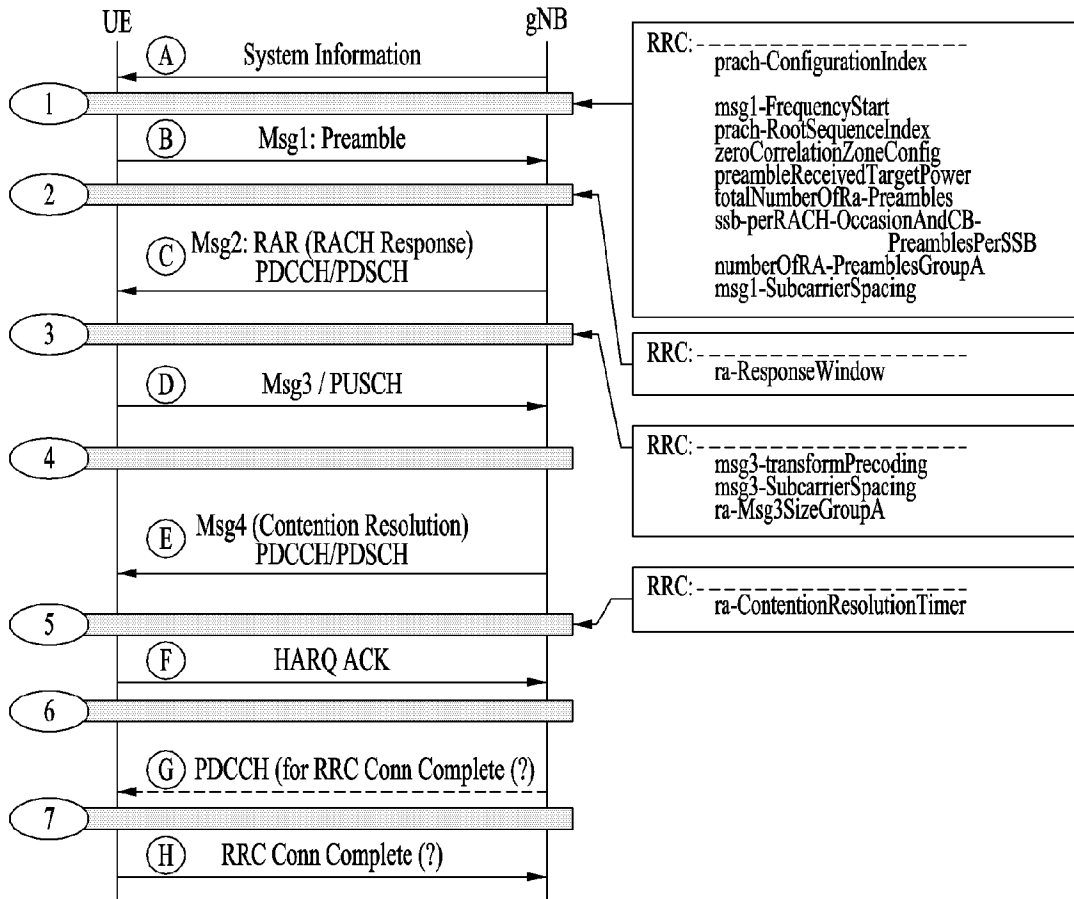 UE
gNB
A
System Information
1
B
Msg1: Preamble
2
C
Msg2: RAR (RACH Response)
PDCCH/PDSCH
3
D
Msg3 / PUSCH
4
E
Msg4 (Contention Resolution)
PDCCH/PDSCH
5
F
HARQ ACK
6
G
PDCCH (for RRC Conn Complete (?)
7
H
RRC Conn Complete (?)
RRC:
prach-ConfigurationIndex
msg1-FrequencyStart
prach-RootSequenceIndex
zeroCorrelationZoneConfig
preambleReceivedTargetPower
totalNumberOfRa-Preambles
ssb-perRACH-OccasionAndCB-
PreamblesPerSSB
numberOfRA-PreamblesGroupA
msg1-SubcarrierSpacing
RRC:
ra-ResponseWindow
RRC:
msg3-transformPrecoding
msg3-SubcarrierSpacing
ra-Msg3SizeGroupA
RRC:
ra-ContentionResolutionTimer